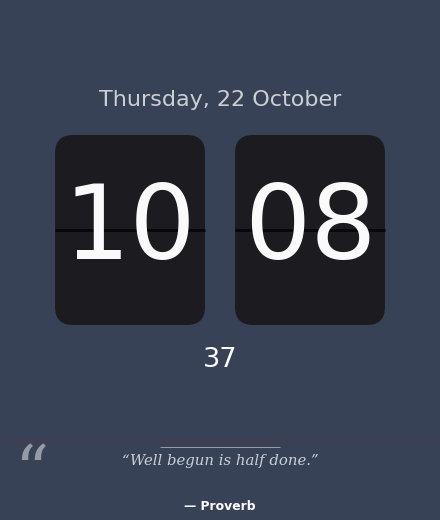 Thursday, 22 October
10 08
37
“
“Well begun is half done.”
— Proverb